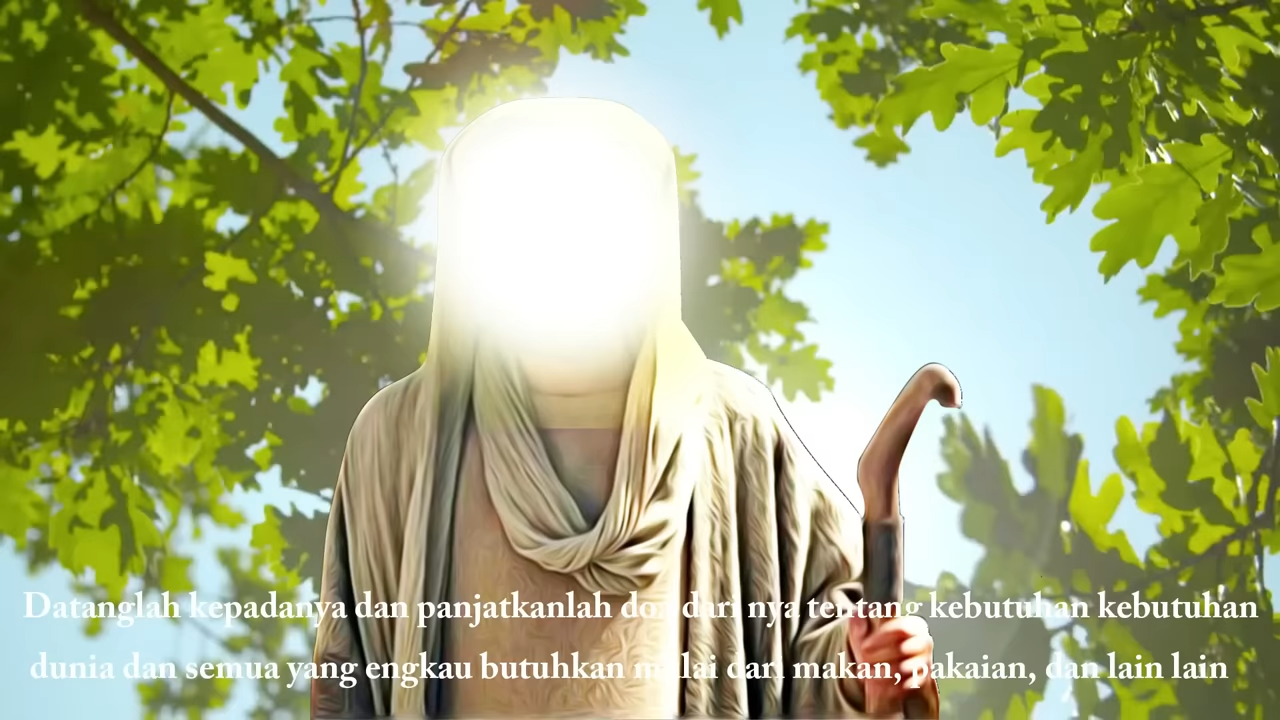 Datanglah kepadanya dan panjatkanlah doa dari nya tentang kebutuhan kebutuhan
dunia dan semua yang engkau butuhkan mulai dari makan, pakaian, dan lain lain